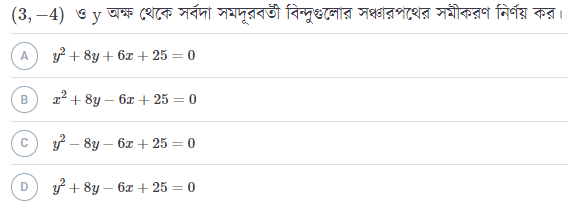 (3, −4) ও y অক্ষ থেকে সর্বদা সমদূরবর্তী বিন্দুগুলোর সঞ্চারপথের সমীকরণ নির্ণয় কর।
A y² + 8y + 6x + 25 = 0
B x² + 8y − 6x + 25 = 0
C y² − 8y − 6x + 25 = 0
D y² + 8y − 6x + 25 = 0